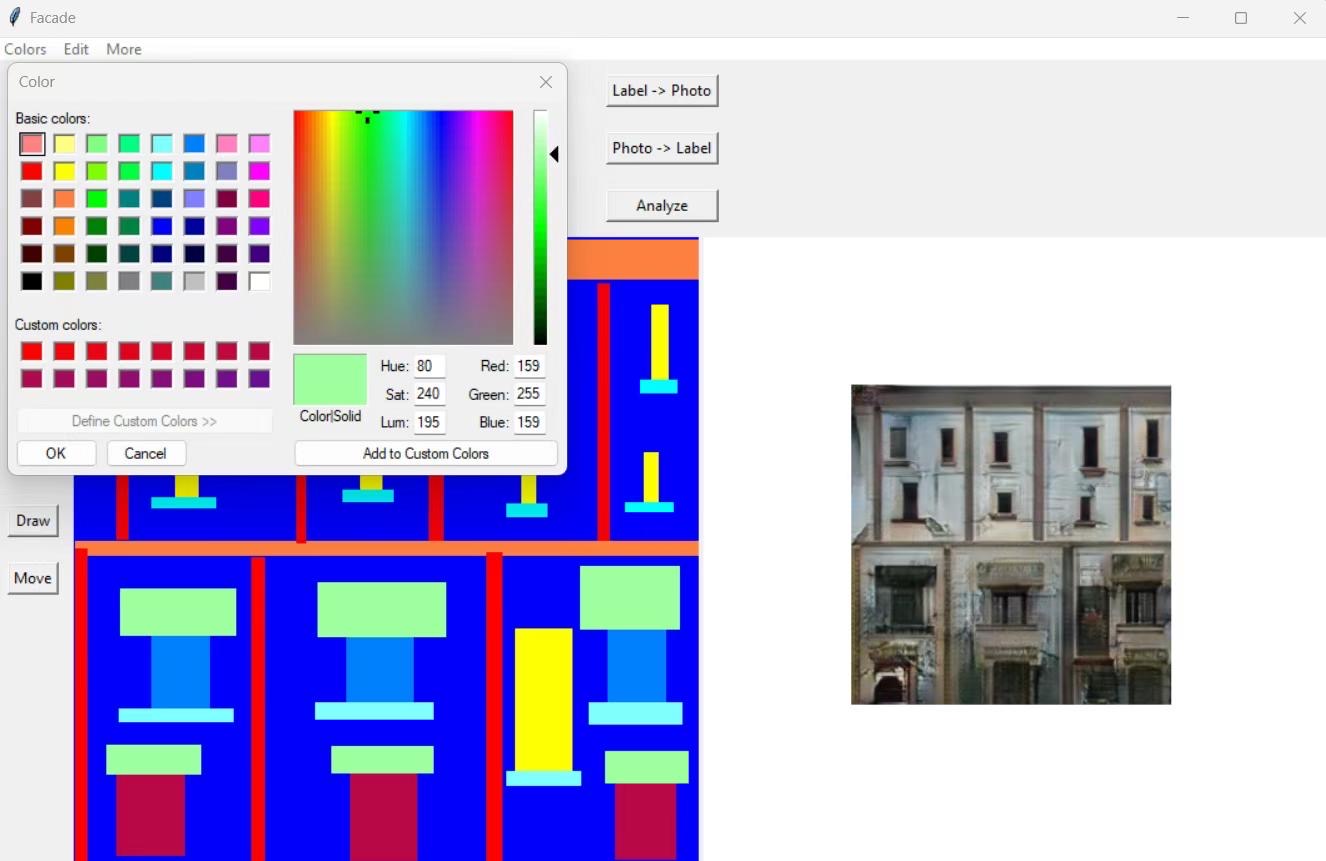 Facade
Colors Edit More
Color
Basic colors:
Custom colors:
Define Custom Colors >>
OK Cancel
Hue: 80 Red: 159
Sat: 240 Green: 255
Color|Solid
Lum: 195 Blue: 159
Add to Custom Colors
Label -> Photo
Photo -> Label
Analyze
Draw
Move